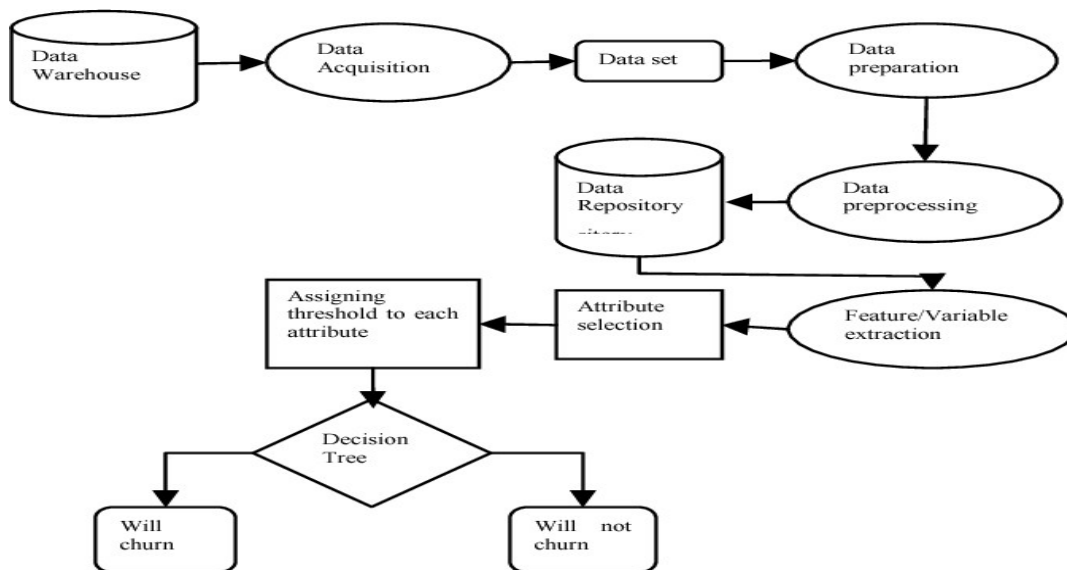 Data
Warehouse
Data
Acquisition
Data set
Data
preparation
Data
Repository
Data
preprocessing
Assigning
threshold to each
attribute
Attribute
selection
Feature/Variable
extraction
Decision
Tree
Will
churn
Will not
churn